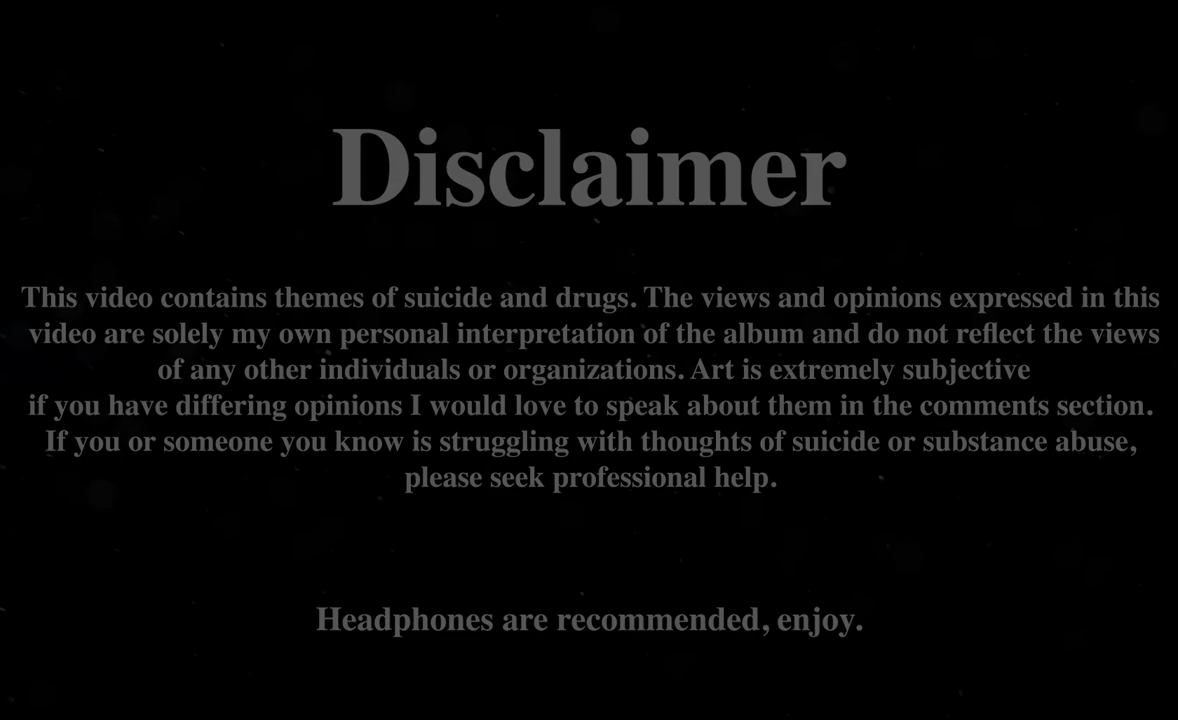 Disclaimer
This video contains themes of suicide and drugs. The views and opinions expressed in this
video are solely my own personal interpretation of the album and do not reflect the views
of any other individuals or organizations. Art is extremely subjective
if you have differing opinions I would love to speak about them in the comments section.
If you or someone you know is struggling with thoughts of suicide or substance abuse,
please seek professional help.
Headphones are recommended, enjoy.